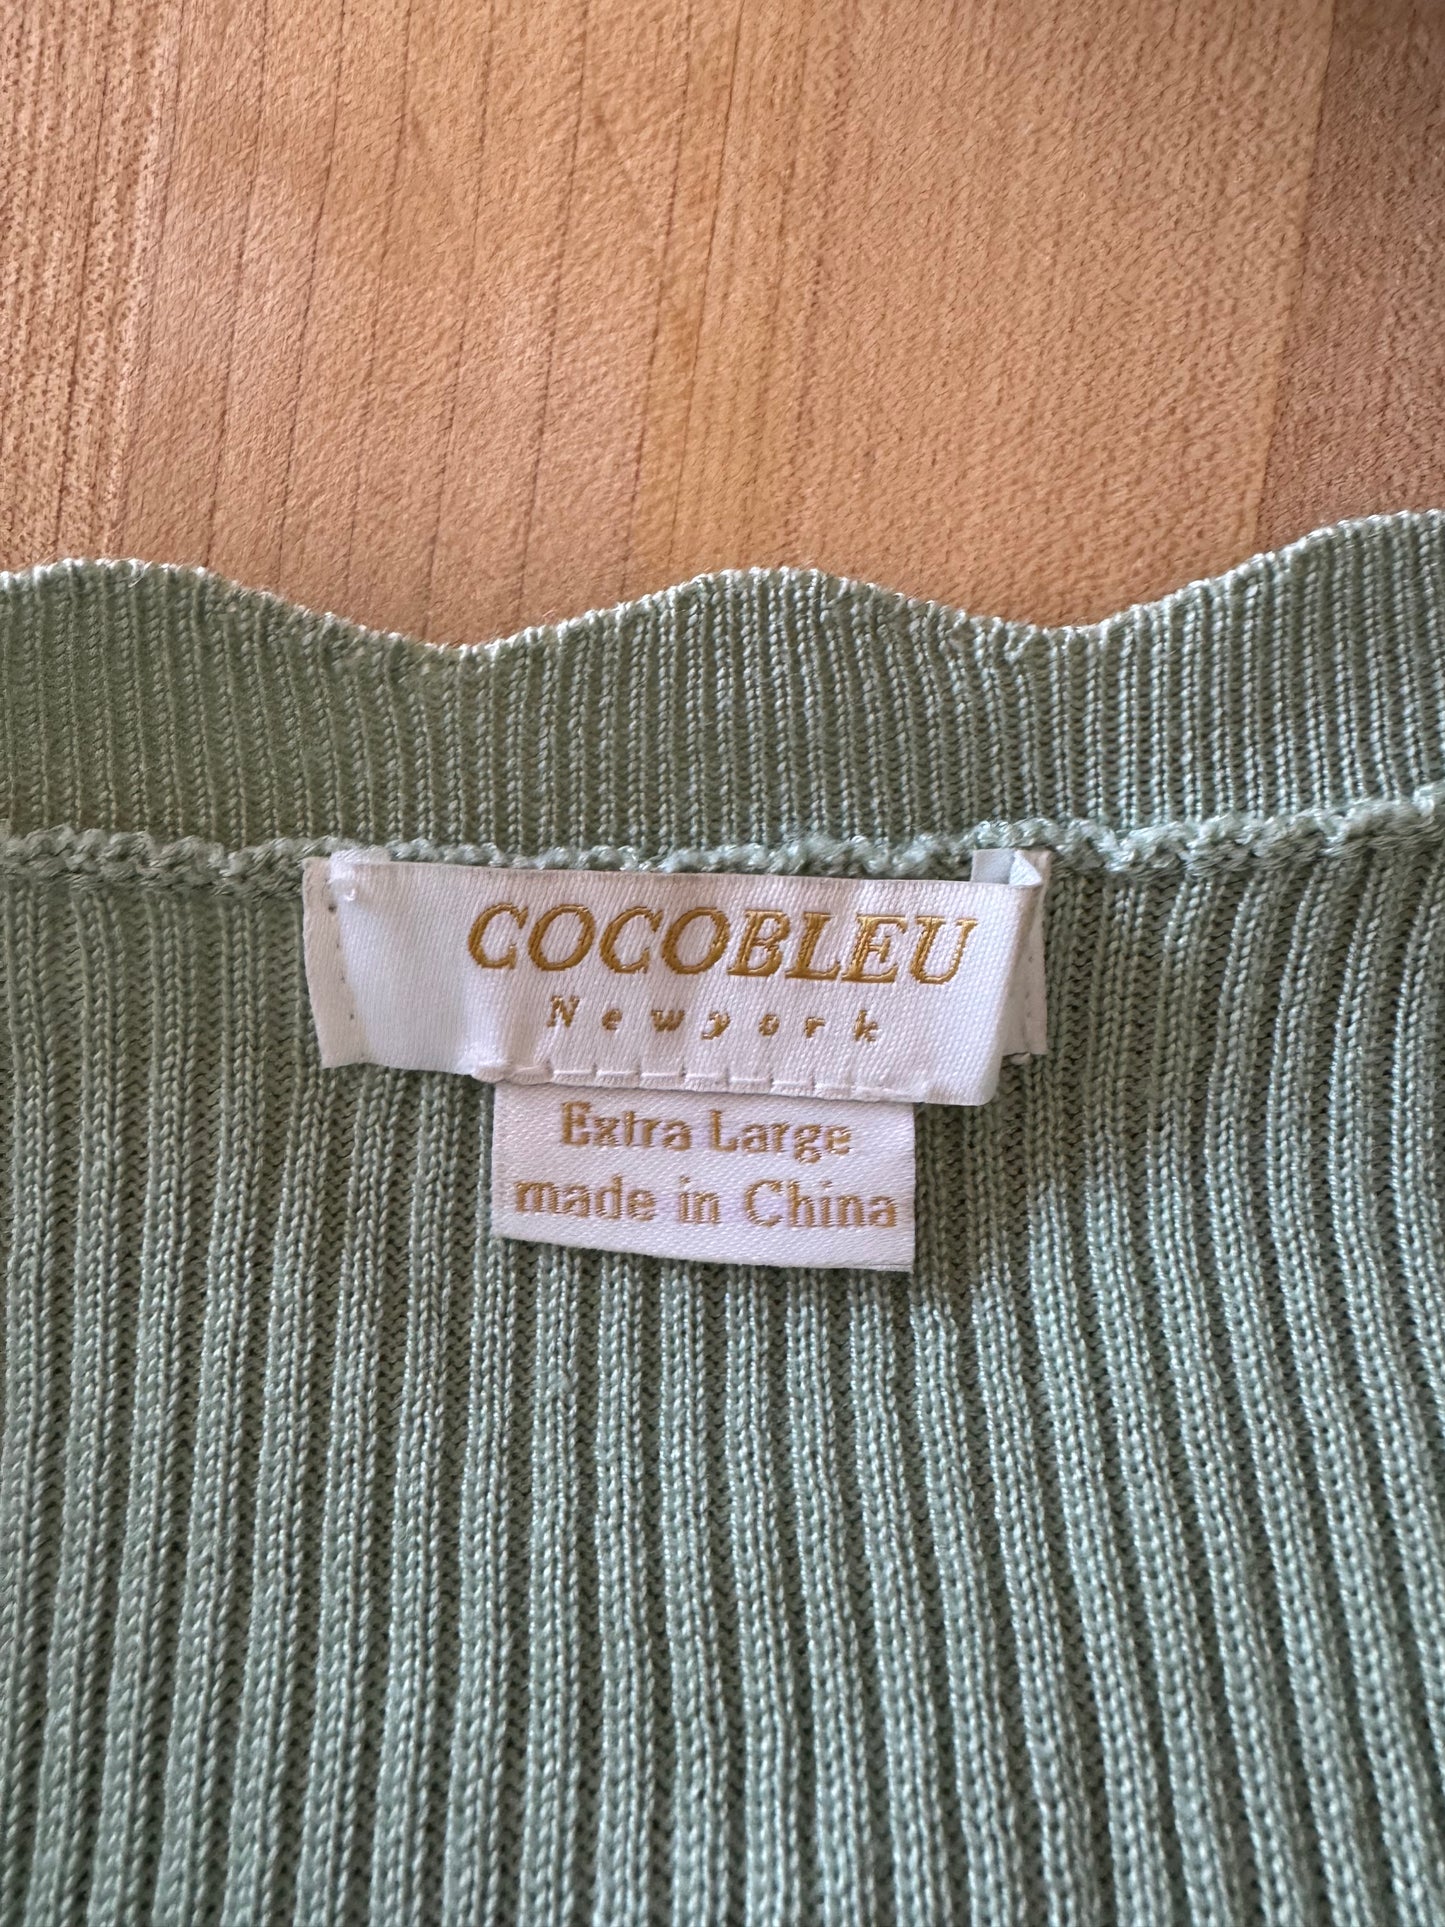 COCOBLEU
Newyork
Extra Large
made in China